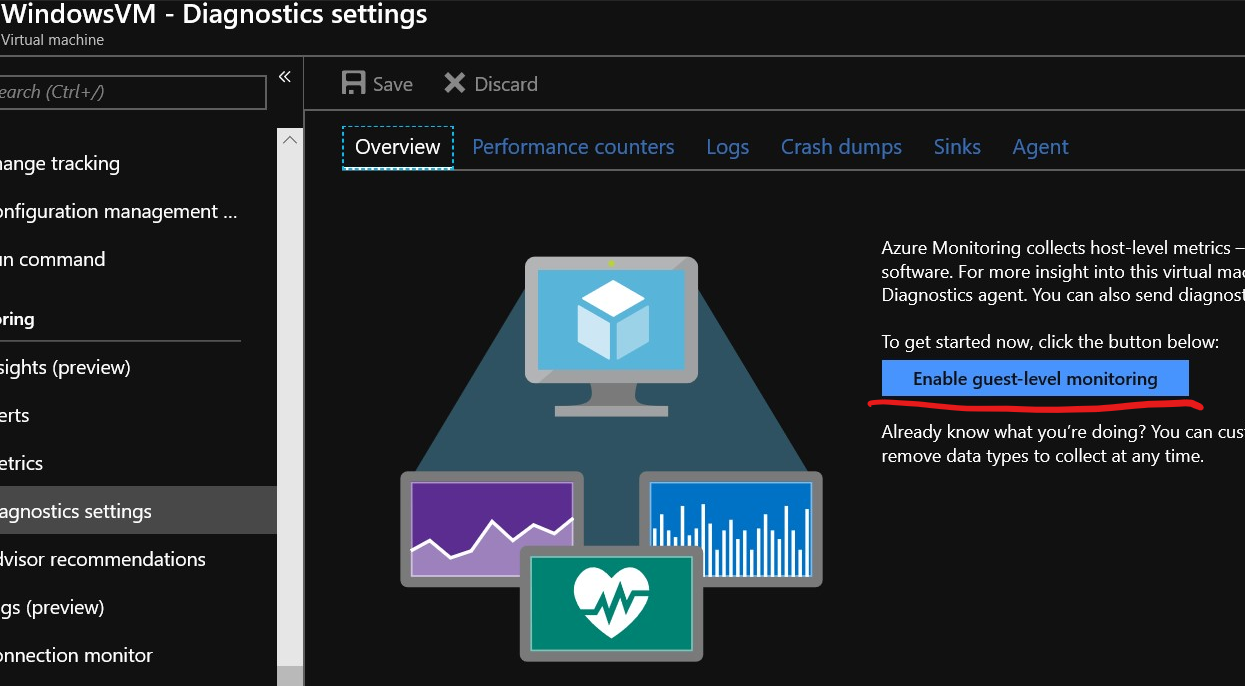 WindowsVM - Diagnostics settings
Virtual machine
earch (Ctrl+/)
«
hange tracking
onfiguration management ...
un command
oring
sights (preview)
erts
etrics
agnostics settings
dvisor recommendations
gs (preview)
onnection monitor
Save Discard
Overview Performance counters Logs Crash dumps Sinks Agent
Azure Monitoring collects host-level metrics –
software. For more insight into this virtual mac
Diagnostics agent. You can also send diagnost
To get started now, click the button below:
Enable guest-level monitoring
Already know what you’re doing? You can cust
remove data types to collect at any time.